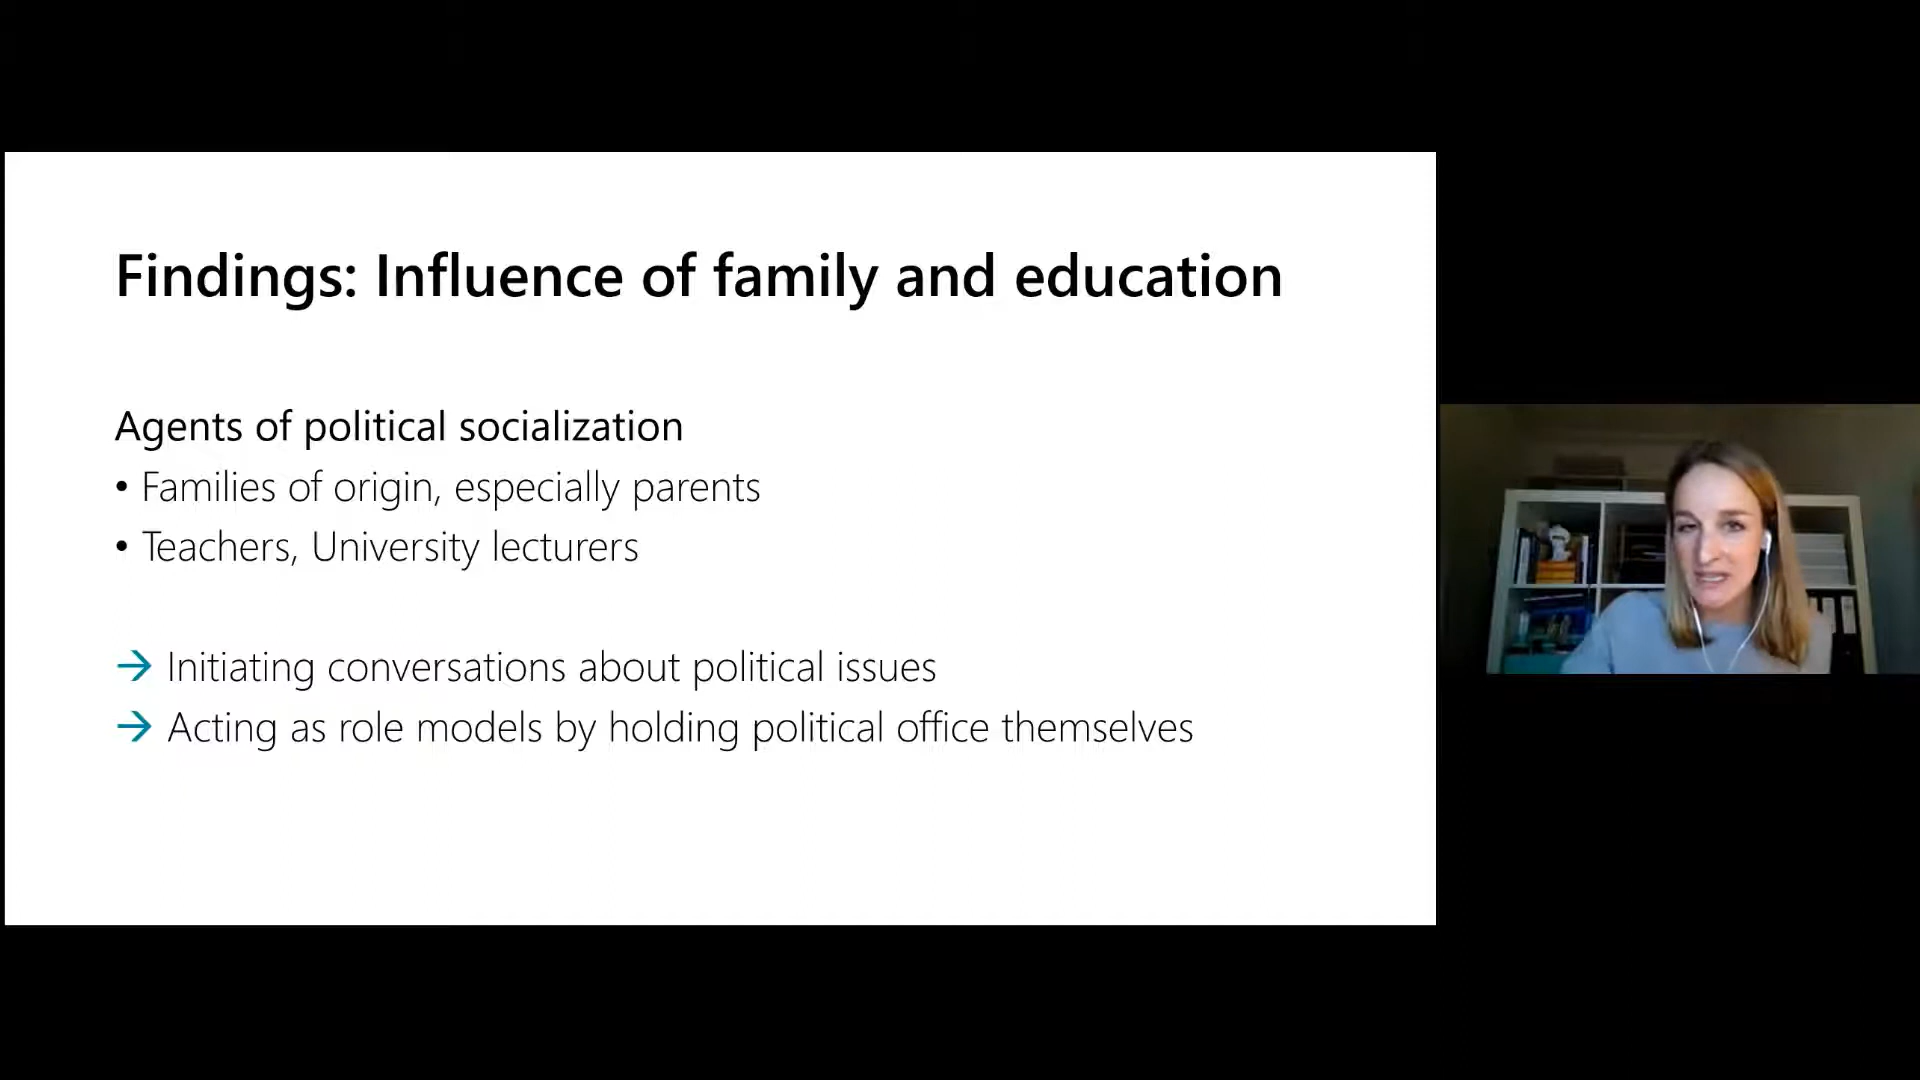 Findings: Influence of family and education
Agents of political socialization
• Families of origin, especially parents
• Teachers, University lecturers
→ Initiating conversations about political issues
→ Acting as role models by holding political office themselves